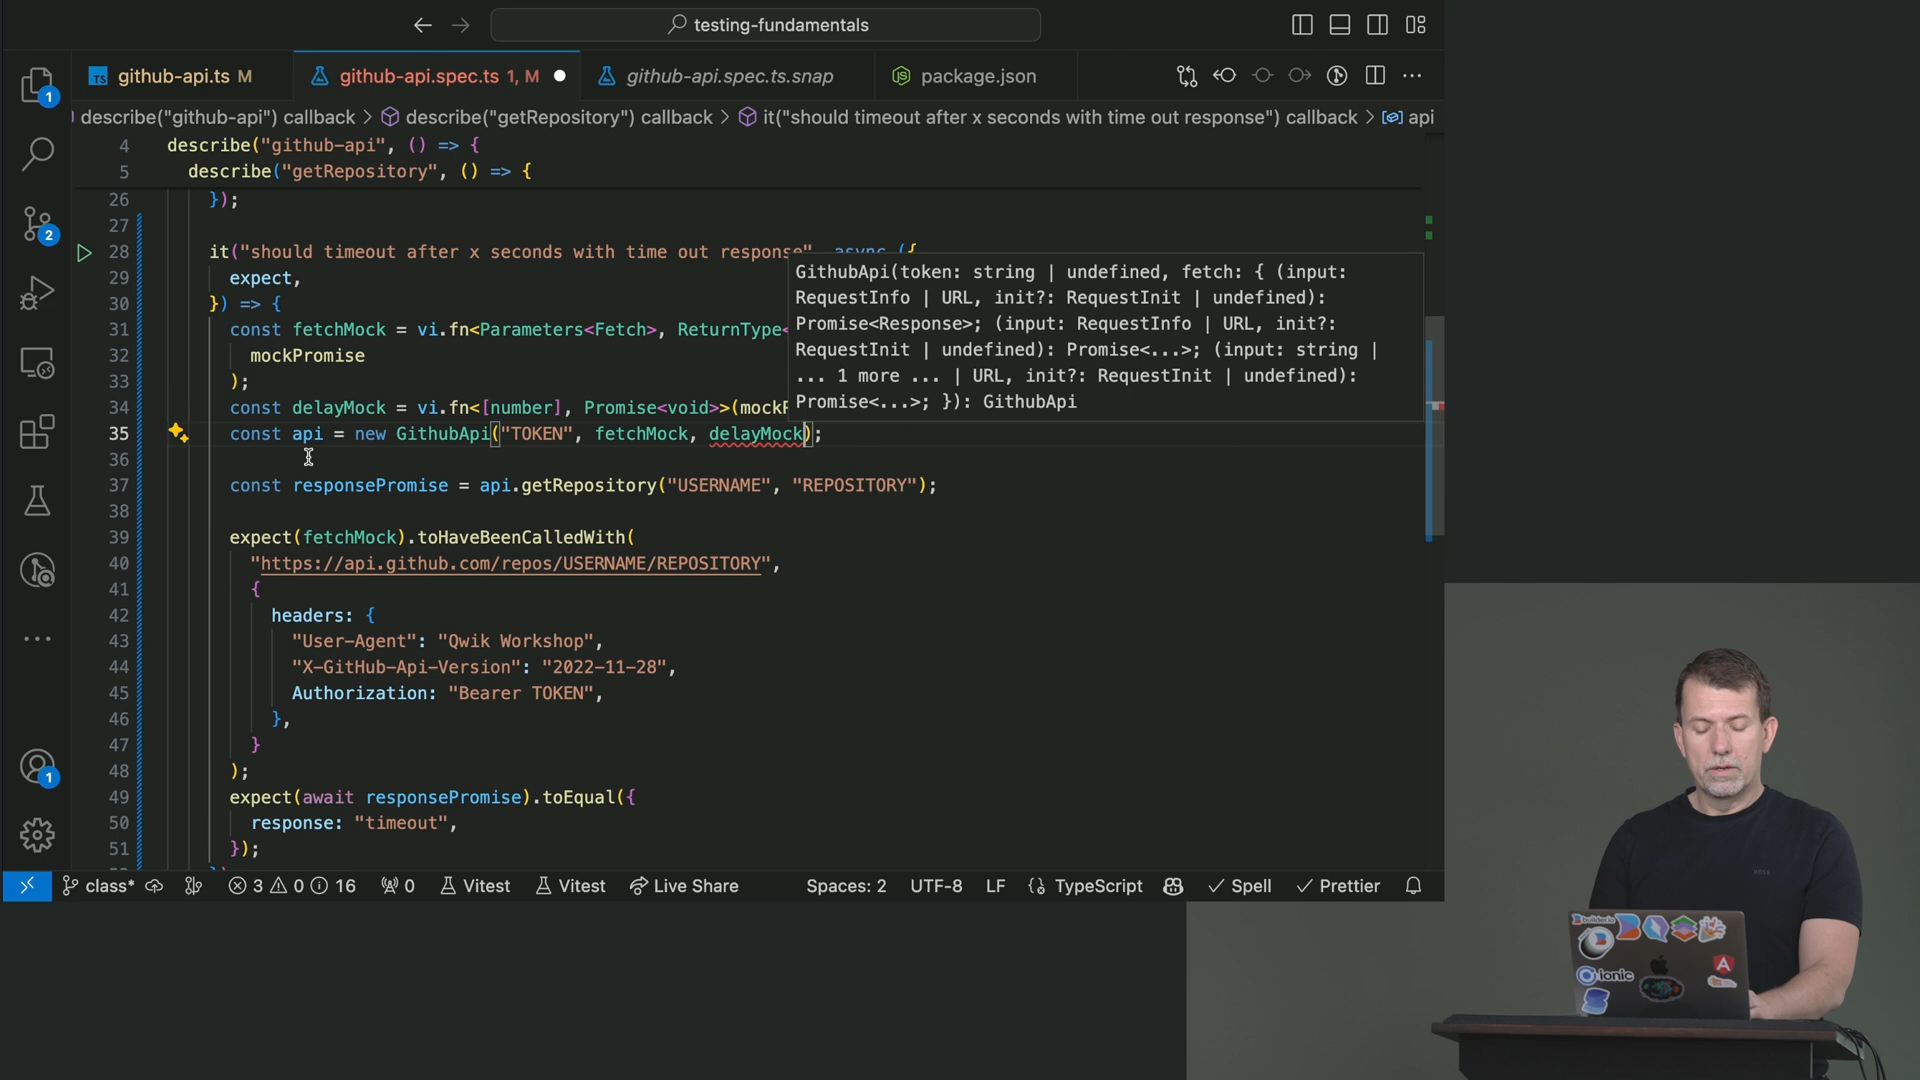 testing-fundamentals
github-api.ts M
github-api.spec.ts 1, M
github-api.spec.ts.snap
package.json
describe("github-api") callback > describe("getRepository") callback > it("should timeout after x seconds with time out response") callback > api
4 describe("github-api", () => {
5 describe("getRepository", () => {
26 });
27
28 it("should timeout after x seconds with time out response", async ({
29 expect,
30 }) => {
31 const fetchMock = vi.fn<Parameters<Fetch>, ReturnType<
32 mockPromise
33 );
34 const delayMock = vi.fn<[number], Promise<void>>(mockP
35 const api = new GithubApi("TOKEN", fetchMock, delayMock);
36
37 const responsePromise = api.getRepository("USERNAME", "REPOSITORY");
38
39 expect(fetchMock).toHaveBeenCalledWith(
40 "https://api.github.com/repos/USERNAME/REPOSITORY",
41 {
42 headers: {
43 "User-Agent": "Qwik Workshop",
44 "X-GitHub-Api-Version": "2022-11-28",
45 Authorization: "Bearer TOKEN",
46 },
47 }
48 );
49 expect(await responsePromise).toEqual({
50 response: "timeout",
51 });
GithubApi(token: string | undefined, fetch: { (input:
RequestInfo | URL, init?: RequestInit | undefined):
Promise<Response>; (input: RequestInfo | URL, init?:
RequestInit | undefined): Promise<...>; (input: string |
... 1 more ... | URL, init?: RequestInit | undefined):
Promise<...>; }): GithubApi
1
2
1
class* 3 0 16 0 Vitest Vitest Live Share Spaces: 2 UTF-8 LF TypeScript Spell Prettier
builder.io
ionic